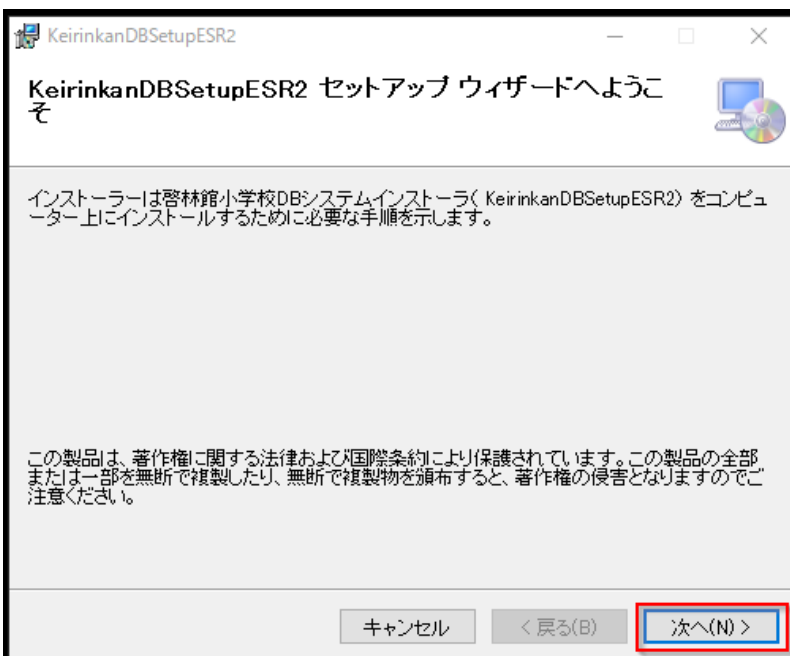 KeirinkanDBSetupESR2
KeirinkanDBSetupESR2 セットアップ ウィザードへようこ
そ
インストーラーは啓林館小学校DBシステムインストーラ( KeirinkanDBSetupESR2) をコンピュ
ーター上にインストールするために必要な手順を示します。
この製品は、著作権に関する法律および国際条約により保護されています。この製品の全部
または一部を無断で複製したり、無断で複製物を頒布すると、著作権の侵害となりますのでご
注意ください。
キャンセル
< 戻る(B)
次へ(N) >